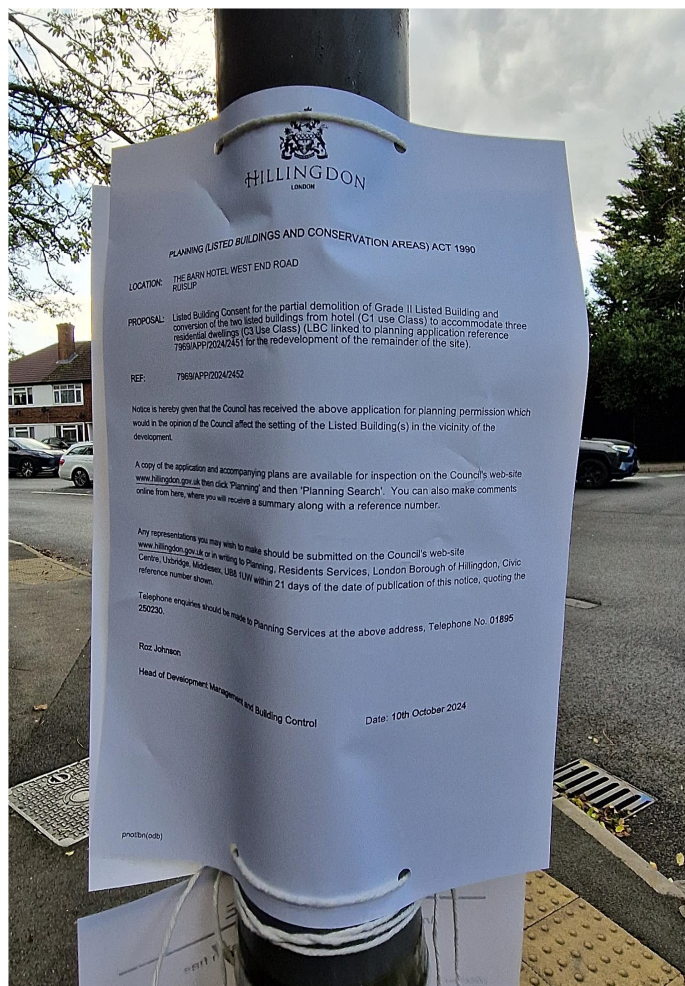 HILLINGDON
LONDON
PLANNING (LISTED BUILDINGS AND CONSERVATION AREAS) ACT 1990
LOCATION: THE BARN HOTEL WEST END ROAD
RUISLIP
PROPOSAL: Listed Building Consent for the partial demolition of Grade II Listed Building and
conversion of the two listed buildings from hotel (C1 use Class) to accommodate three
residential dwellings (C3 Use Class) (LBC linked to planning application reference
7969/APP/2024/2451 for the redevelopment of the remainder of the site).
REF: 7969/APP/2024/2452
Notice is hereby given that the Council has received the above application for planning permission which
would in the opinion of the Council affect the setting of the Listed Building(s) in the vicinity of the
development.
A copy of the application and accompanying plans are available for inspection on the Council's web-site
www.hillingdon.gov.uk then click 'Planning' and then 'Planning Search'. You can also make comments
online from here, where you will receive a summary along with a reference number.
Any representations you may wish to make should be submitted on the Council's web-site
www.hillingdon.gov.uk or in writing to Planning, Residents Services, London Borough of Hillingdon, Civic
Centre, Uxbridge, Middlesex, UB8 1UW within 21 days of the date of publication of this notice, quoting the
reference number shown.
Telephone enquiries should be made to Planning Services at the above address, Telephone No. 01895
250230.
Roz Johnson
Head of Development Management and Building Control
Date: 10th October 2024
pnotbn(odb)